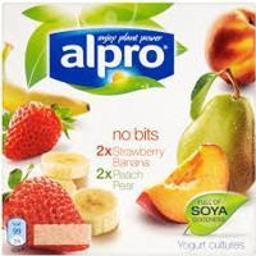 enjoy plant power
alpro
no bits
2x Strawberry
Banana
2x Peach
Pear
FULL OF
SOYA
GOODNESS
Yogurt cultures